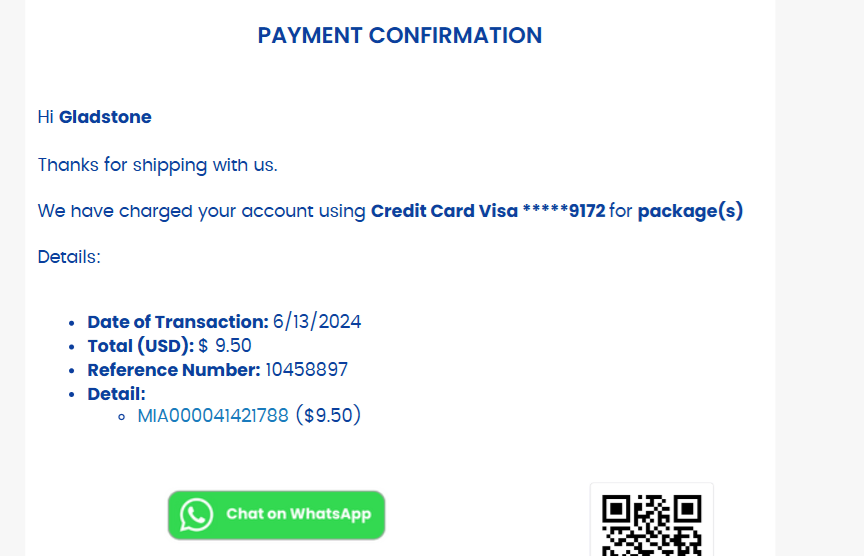 PAYMENT CONFIRMATION
Hi Gladstone
Thanks for shipping with us.
We have charged your account using Credit Card Visa *****9172 for package(s)
Details:
Date of Transaction: 6/13/2024
Total (USD): $ 9.50
Reference Number: 10458897
Detail:
MIA000041421788 ($9.50)
Chat on WhatsApp